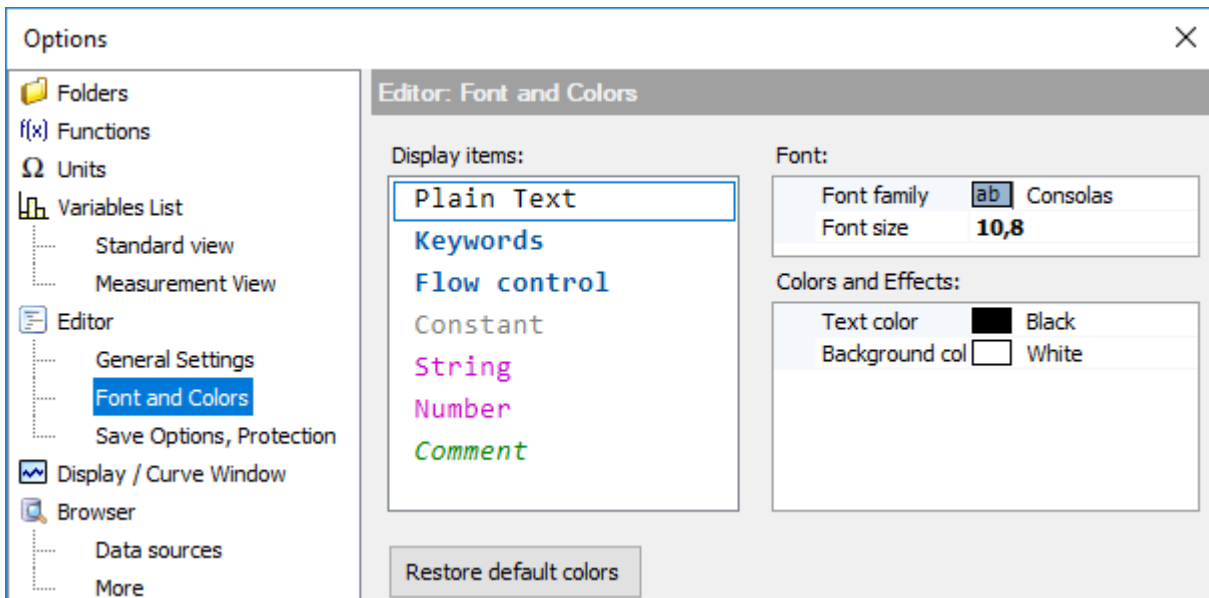 Options
Folders
f(x) Functions
Ω Units
Variables List
Standard view
Measurement View
Editor
General Settings
Font and Colors
Save Options, Protection
Display / Curve Window
Browser
Data sources
More
Editor: Font and Colors
Display items:
Plain Text
Keywords
Flow control
Constant
String
Number
Comment
Restore default colors
Font:
Font family ab Consolas
Font size 10,8
Colors and Effects:
Text color Black
Background col White